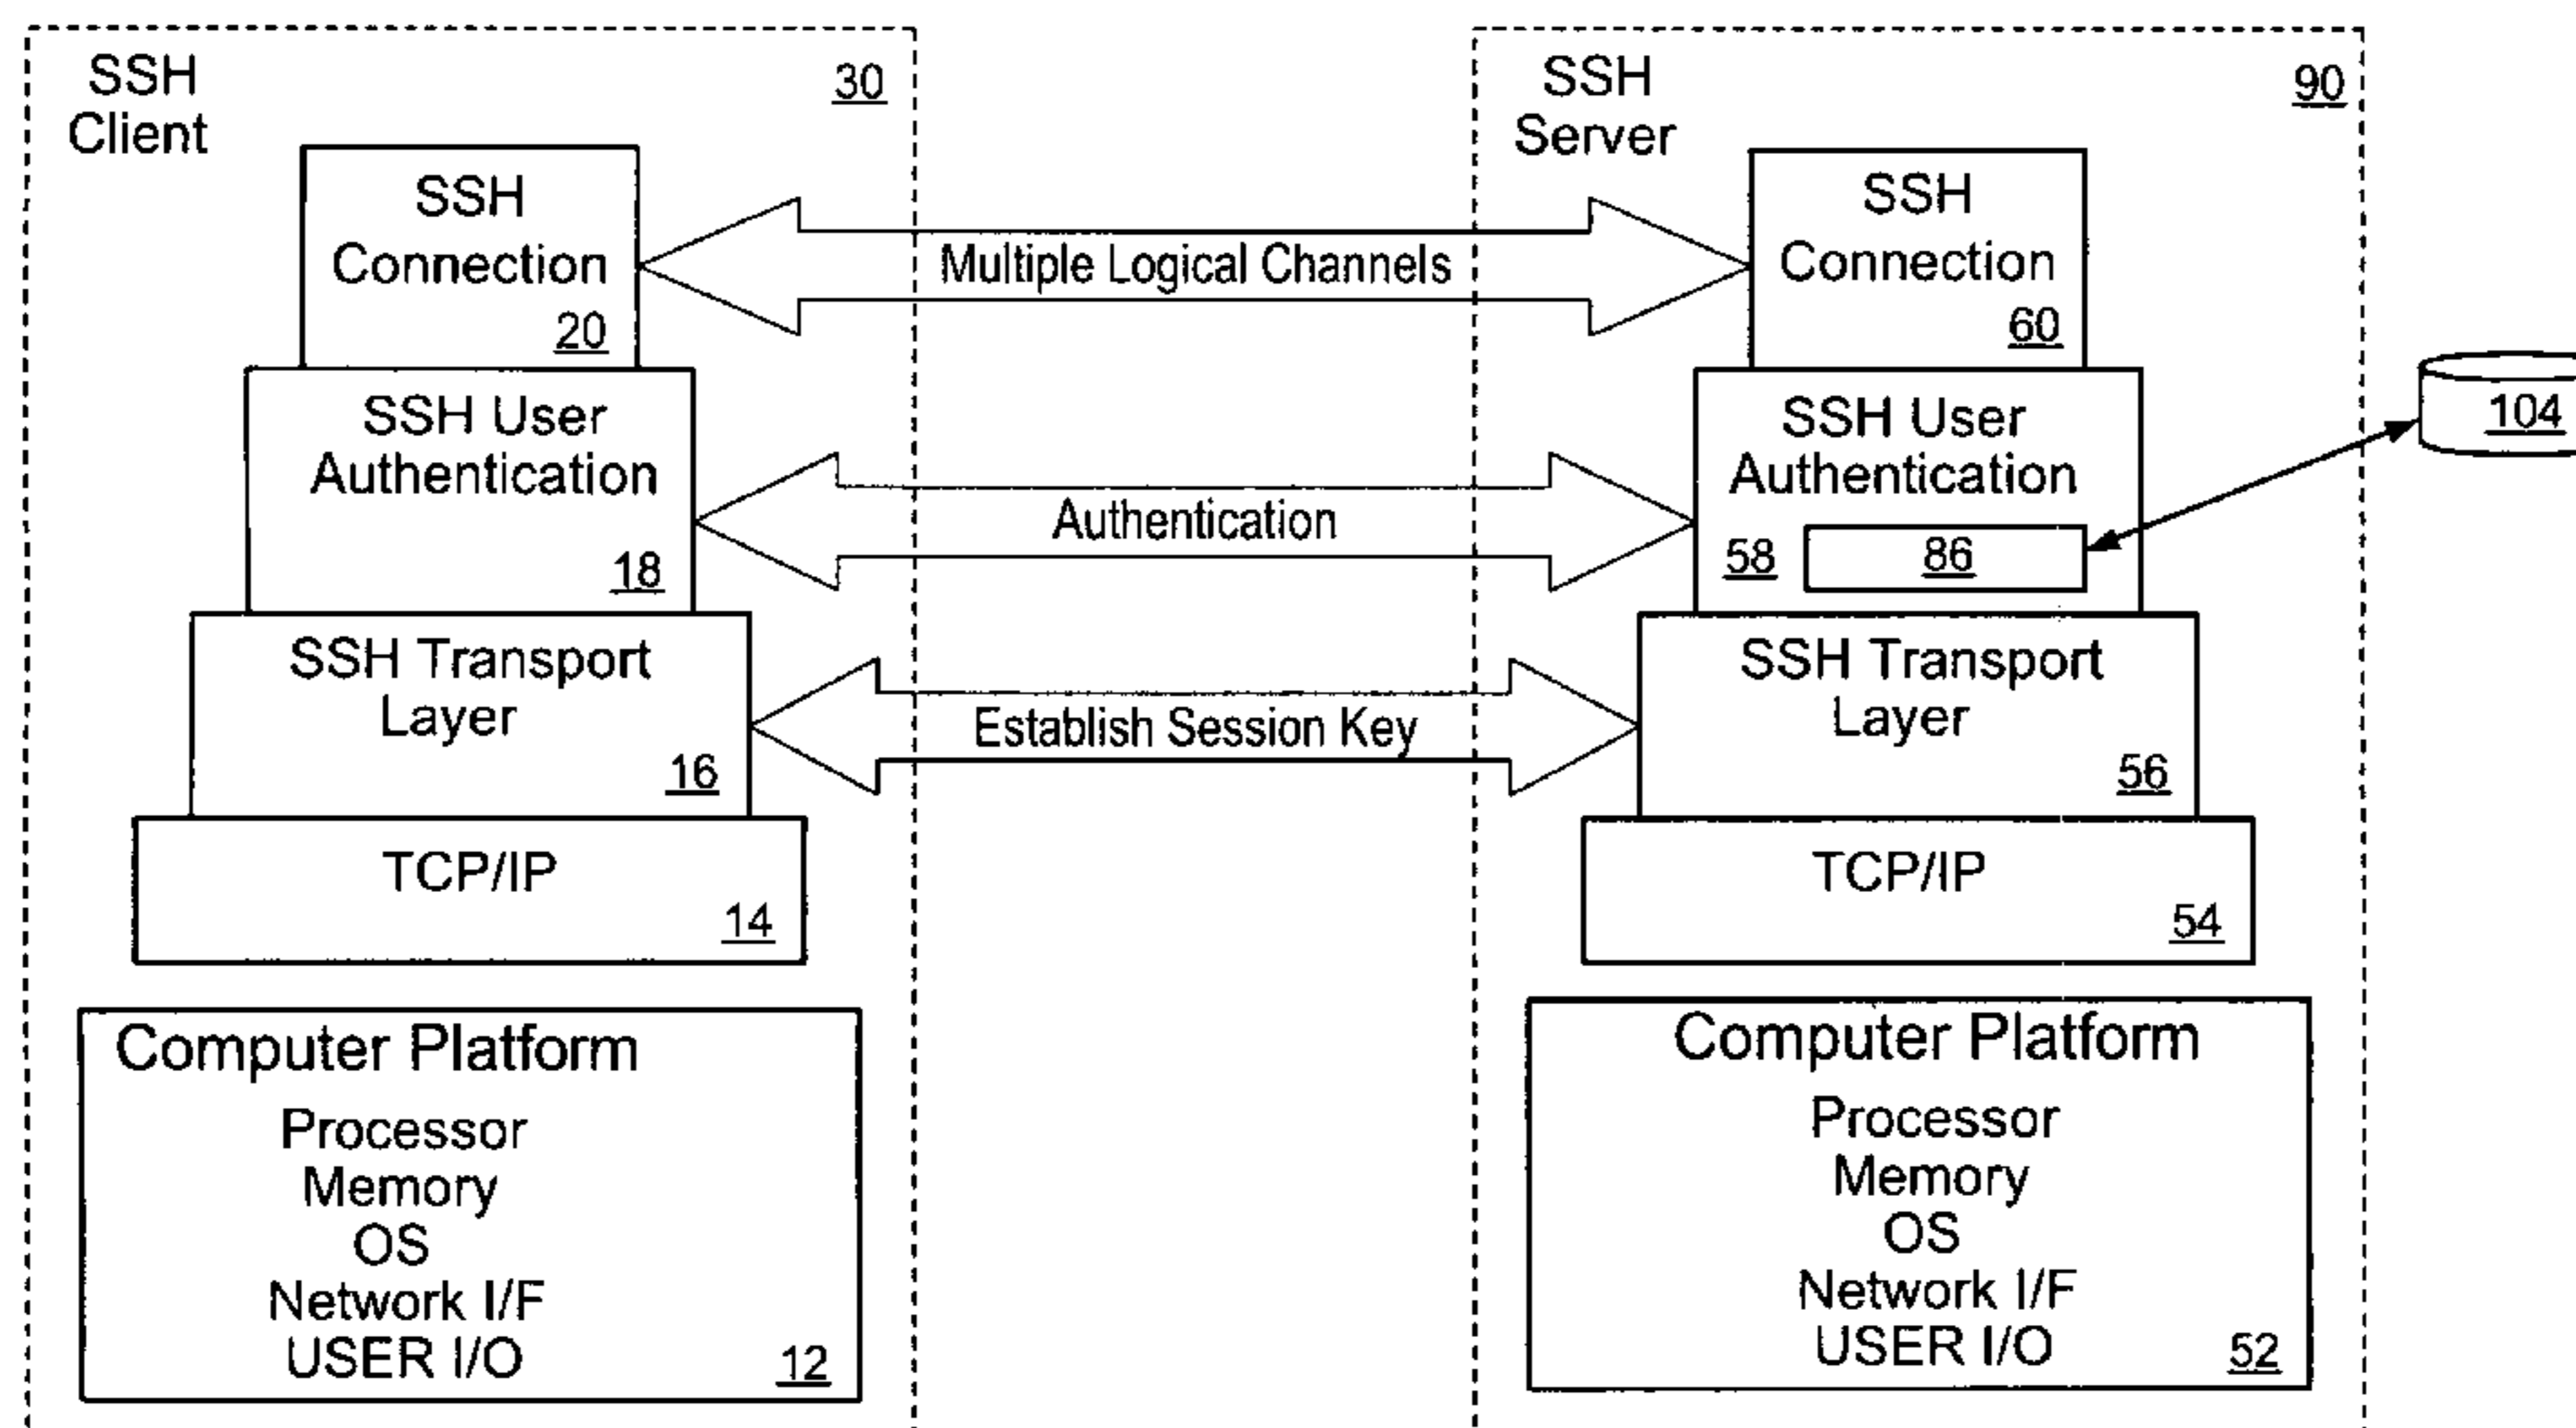 SSH
Client
30
SSH
Connection
20
SSH User
Authentication
18
SSH Transport
Layer
16
TCP/IP
14
Computer Platform
Processor
Memory
OS
Network I/F
USER I/O
12
Multiple Logical Channels
Authentication
Establish Session Key
SSH
Server
90
SSH
Connection
60
SSH User
Authentication
58
86
SSH Transport
Layer
56
TCP/IP
54
Computer Platform
Processor
Memory
OS
Network I/F
USER I/O
52
104